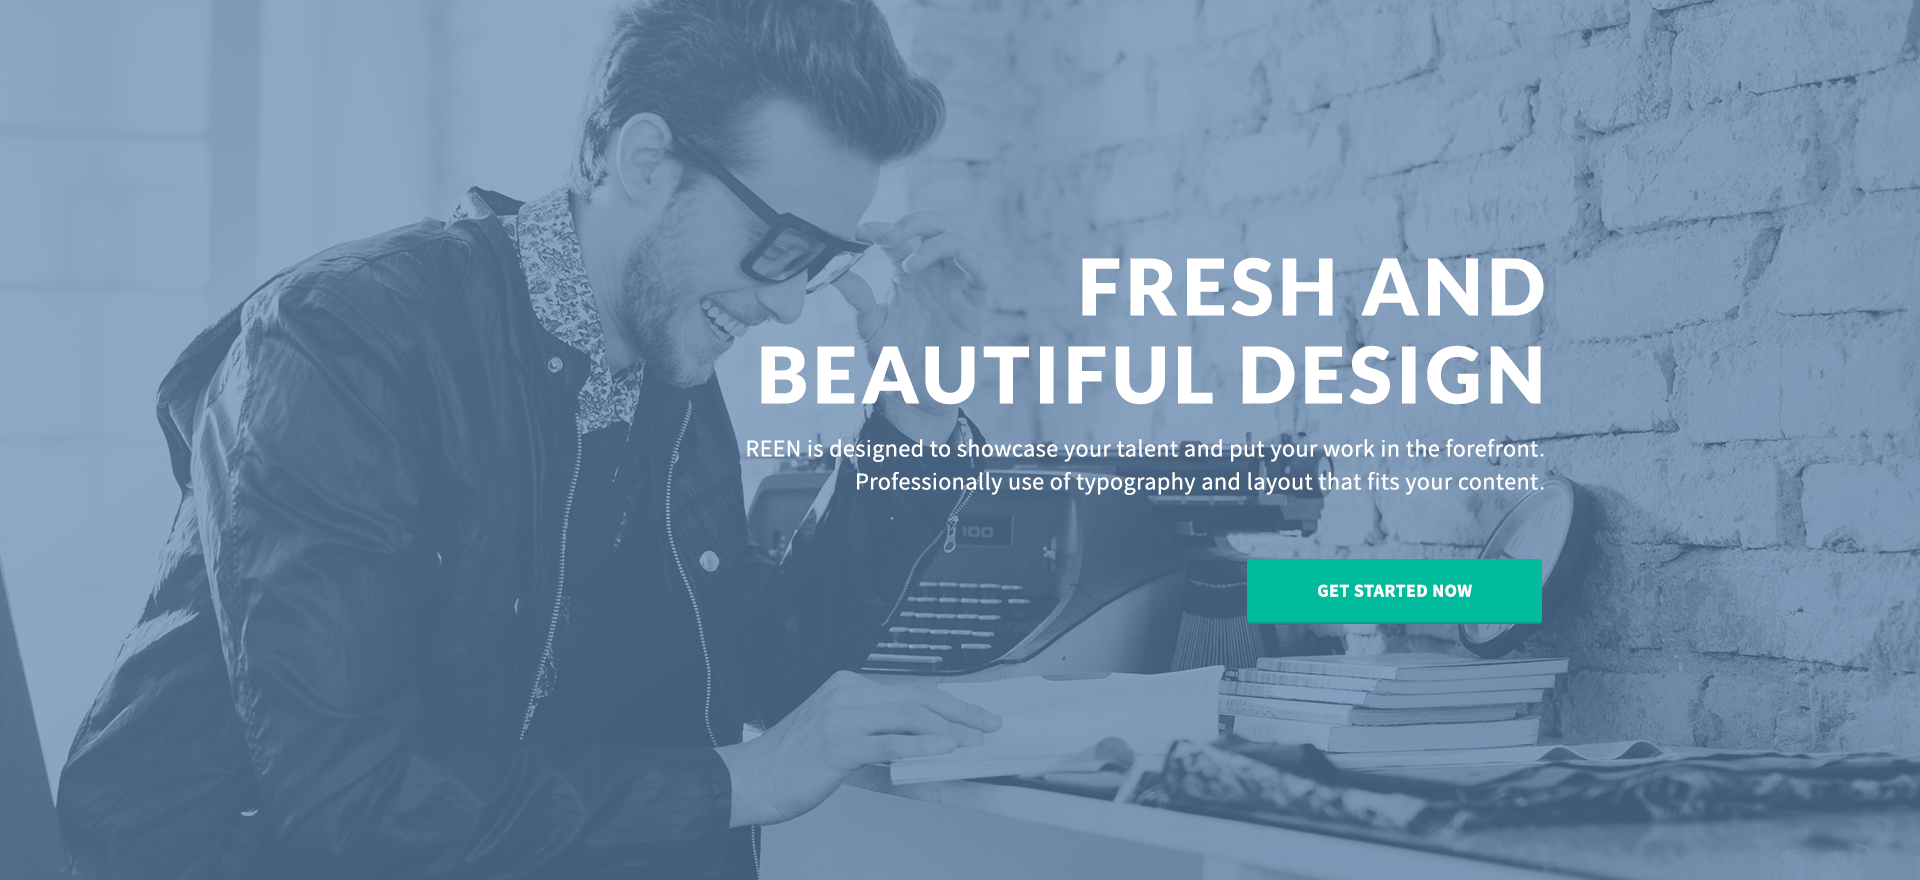 FRESH AND
BEAUTIFUL DESIGN
REEN is designed to showcase your talent and put your work in the forefront.
Professionally use of typography and layout that fits your content.
100
GET STARTED NOW